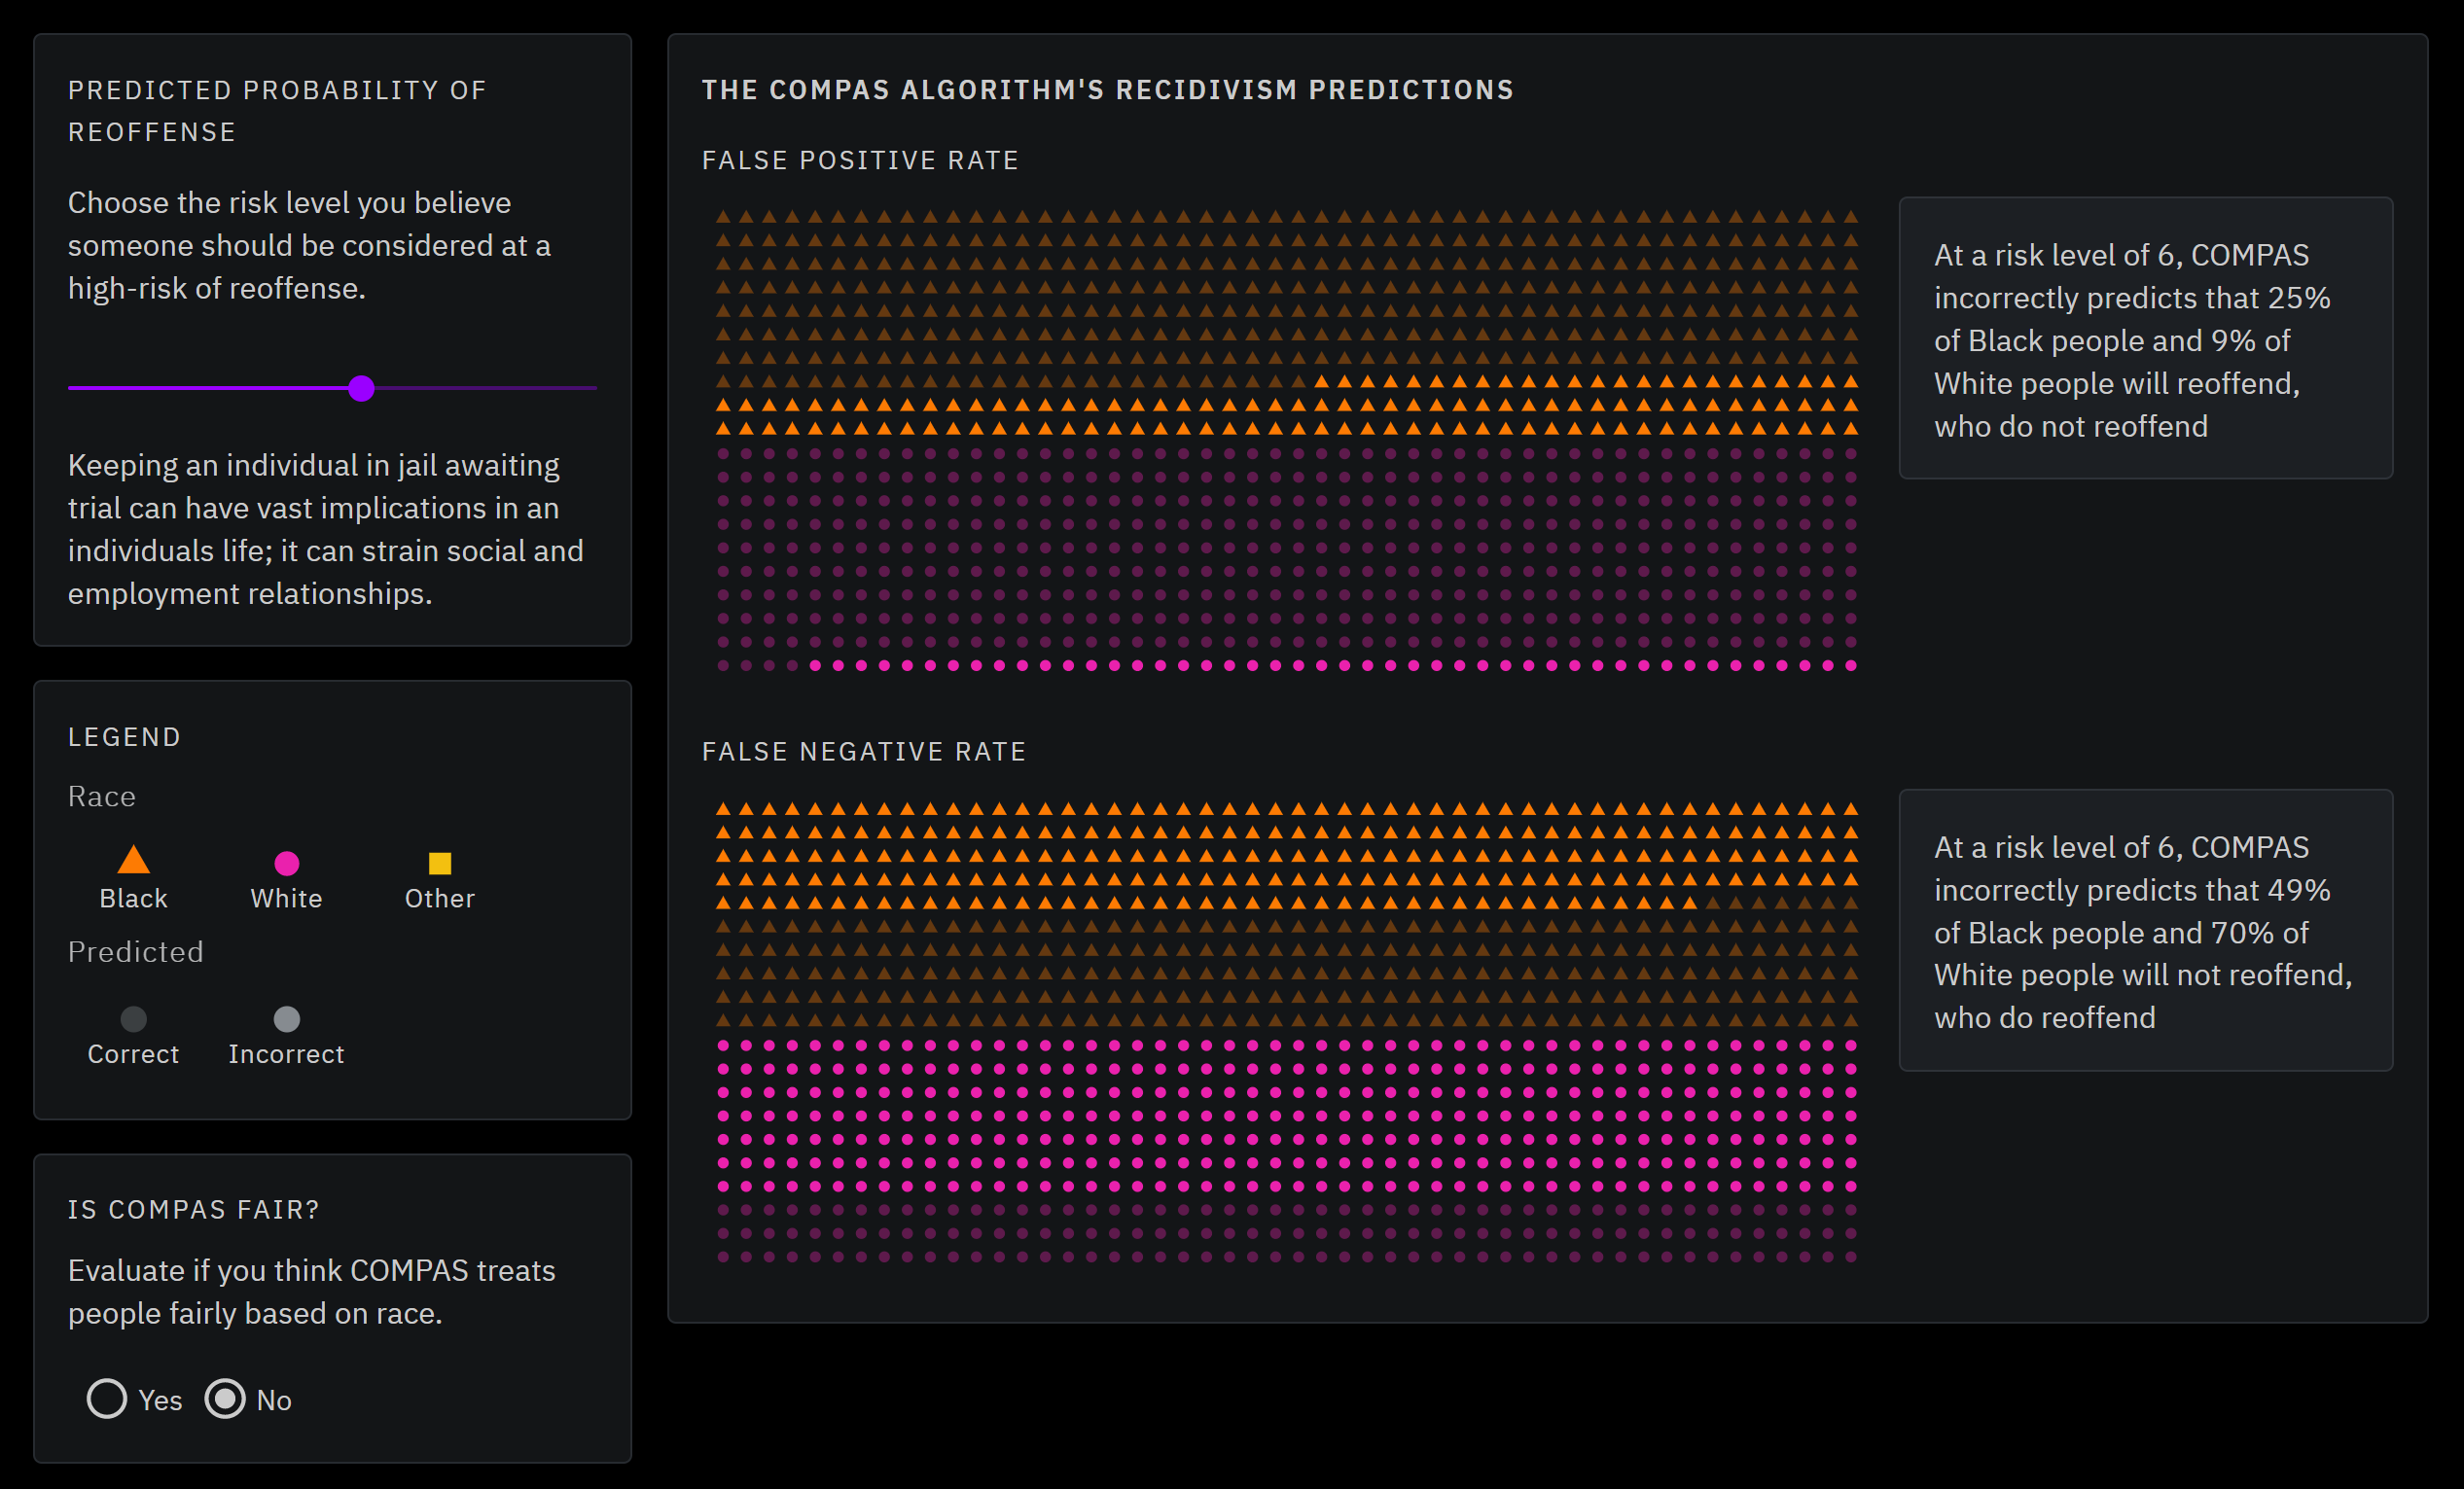 PREDICTED PROBABILITY OF
REOFFENSE
Choose the risk level you believe
someone should be considered at a
high-risk of reoffense.
Keeping an individual in jail awaiting
trial can have vast implications in an
individuals life; it can strain social and
employment relationships.
LEGEND
Race
Black White Other
Predicted
Correct Incorrect
IS COMPAS FAIR?
Evaluate if you think COMPAS treats
people fairly based on race.
Yes No
THE COMPAS ALGORITHM'S RECIDIVISM PREDICTIONS
FALSE POSITIVE RATE
At a risk level of 6, COMPAS
incorrectly predicts that 25%
of Black people and 9% of
White people will reoffend,
who do not reoffend
FALSE NEGATIVE RATE
At a risk level of 6, COMPAS
incorrectly predicts that 49%
of Black people and 70% of
White people will not reoffend,
who do reoffend